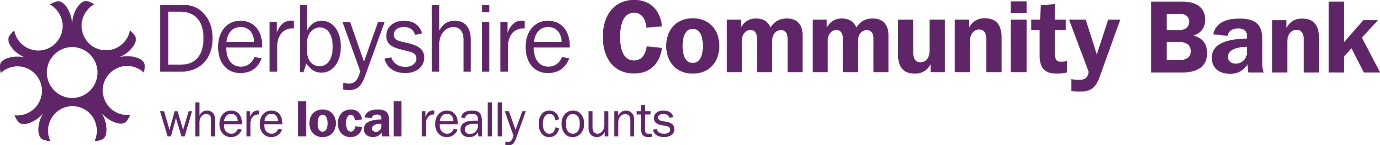 Derbyshire Community Bank
where local really counts